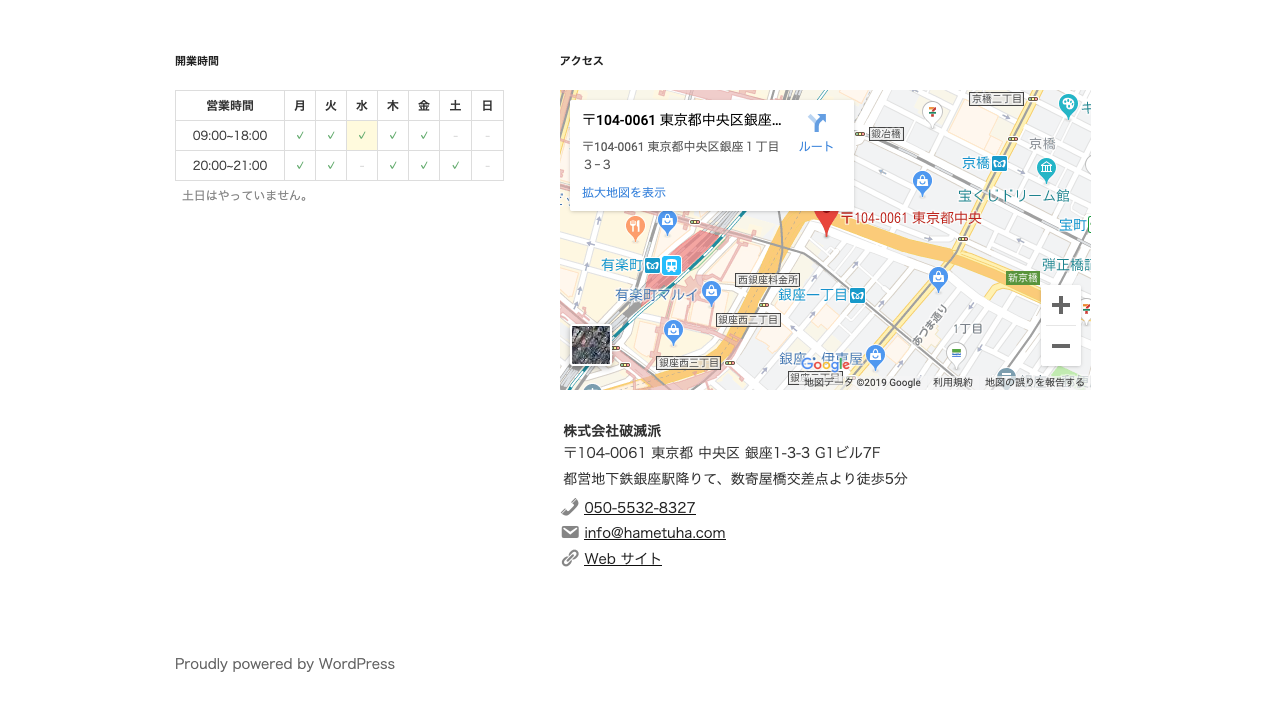 開業時間
営業時間 月 火 水 木 金 土 日
09:00~18:00 ✓ ✓ ✓ ✓ ✓ – –
20:00~21:00 ✓ ✓ – ✓ ✓ ✓ –
土日はやっていません。
アクセス
〒104-0061 東京都中央区銀座...
〒104-0061 東京都中央区銀座１丁目
３−３
ルート
拡大地図を表示
京橋二丁目
鍛冶橋
京橋
京橋
宝くじドリーム館
宝町
〒104-0061 東京都中央
有楽町
西銀座料金所
新京橋
有楽町マルイ
銀座一丁目
西銀座二丁目
あづま通り
1丁目
銀座西三丁目
Google
地図データ ©2019 Google 利用規約 地図の誤りを報告する
株式会社破滅派
〒104-0061 東京都 中央区 銀座1-3-3 G1ビル7F
都営地下鉄銀座駅降りて、数寄屋橋交差点より徒歩5分
050-5532-8327
info@hametuha.com
Web サイト
Proudly powered by WordPress